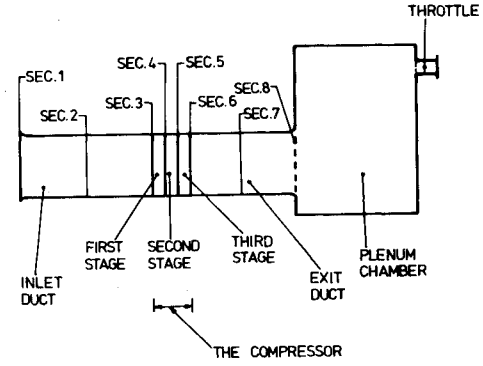 THROTTLE
SEC.1
SEC.4
SEC.5
SEC.2
SEC.3
SEC.6
SEC.8
SEC.7
FIRST
STAGE
SECOND
STAGE
THIRD
STAGE
INLET
DUCT
EXIT
DUCT
PLENUM
CHAMBER
THE COMPRESSOR